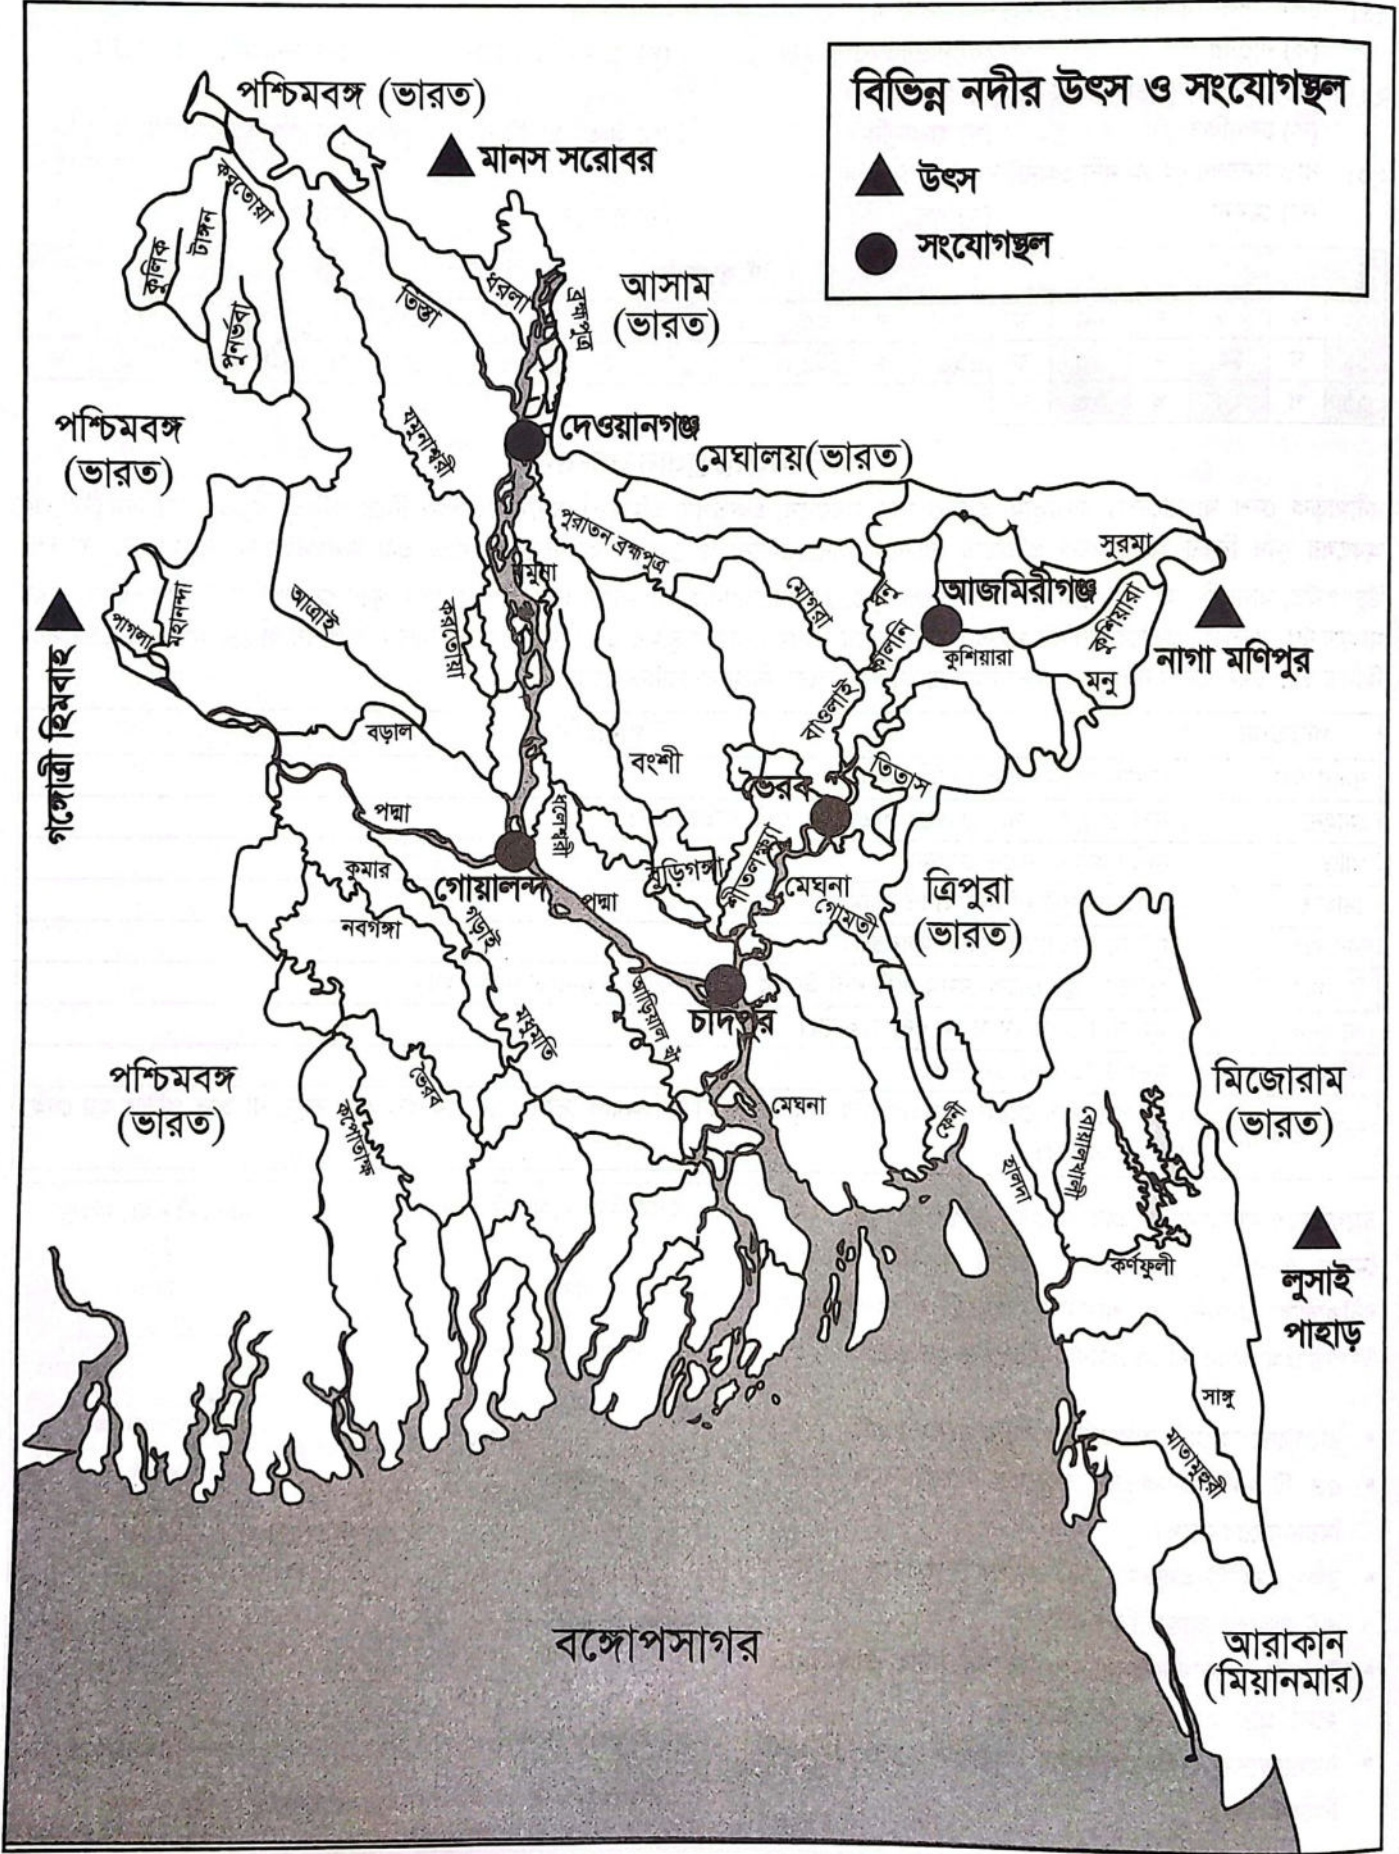 বিভিন্ন নদীর উৎস ও সংযোগস্থল
উৎস
সংযোগস্থল
পশ্চিমবঙ্গ (ভারত)
মানস সরোবর
করতোয়া
টাঙ্গন
কুলিক
পুনর্ভবা
তিস্তা
ধরলা
ব্রহ্মপুত্র
আসাম
(ভারত)
যমুনাশ্বরী
দেওয়ানগঞ্জ
পশ্চিমবঙ্গ
(ভারত)
মেঘালয়(ভারত)
পুরাতন ব্রহ্মপুত্র
সুরমা
যমুনা
মোগরা
ধনু
আজমিরীগঞ্জ
কুশিয়ারা
কালনি
কুশিয়ারা
মনু
নাগা মণিপুর
পাগলা
মহানন্দা
আত্রাই
করতোয়া
গঙ্গোত্রী হিমবাহ
বড়াল
বাওলাই
বংশী
তিতাস
ভৈরব
পদ্মা
ধলেশ্বরী
গোয়ালন্দ
বুড়িগঙ্গা
শীতলক্ষ্যা
মেঘনা
গোমতী
ত্রিপুরা
(ভারত)
কুমার
নবগঙ্গা
গড়াই
পদ্মা
চাঁদপুর
আড়িয়াল খাঁ
মধুমতি
পশ্চিমবঙ্গ
(ভারত)
ভৈরব
কপোতাক্ষ
মেঘনা
ফেনী
হালদা
বোয়ালখালী
মিজোরাম
(ভারত)
কর্ণফুলী
লুসাই
পাহাড়
সাঙ্গু
মাতামুহুরী
বঙ্গোপসাগর
আরাকান
(মিয়ানমার)